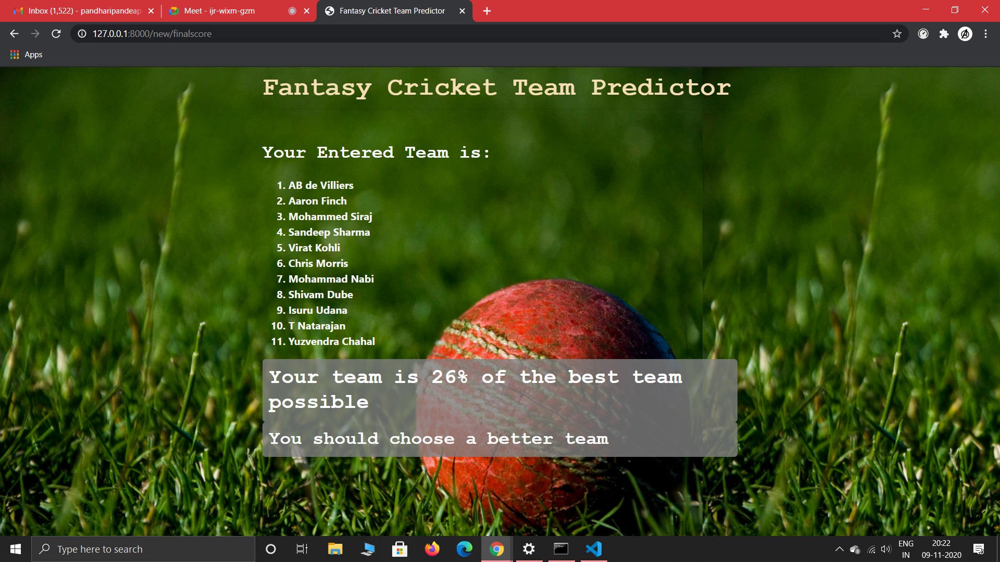 Inbox (1,522) - pandharipandeap
Meet - ijr-wixm-gzm
Fantasy Cricket Team Predictor
127.0.0.1:8000/new/finalscore
Apps
Fantasy Cricket Team Predictor
Your Entered Team is:
1. AB de Villiers
2. Aaron Finch
3. Mohammed Siraj
4. Sandeep Sharma
5. Virat Kohli
6. Chris Morris
7. Mohammad Nabi
8. Shivam Dube
9. Isuru Udana
10. T Natarajan
11. Yuzvendra Chahal
Your team is 26% of the best team
possible
You should choose a better team
Type here to search
ENG
IN
20:22
09-11-2020